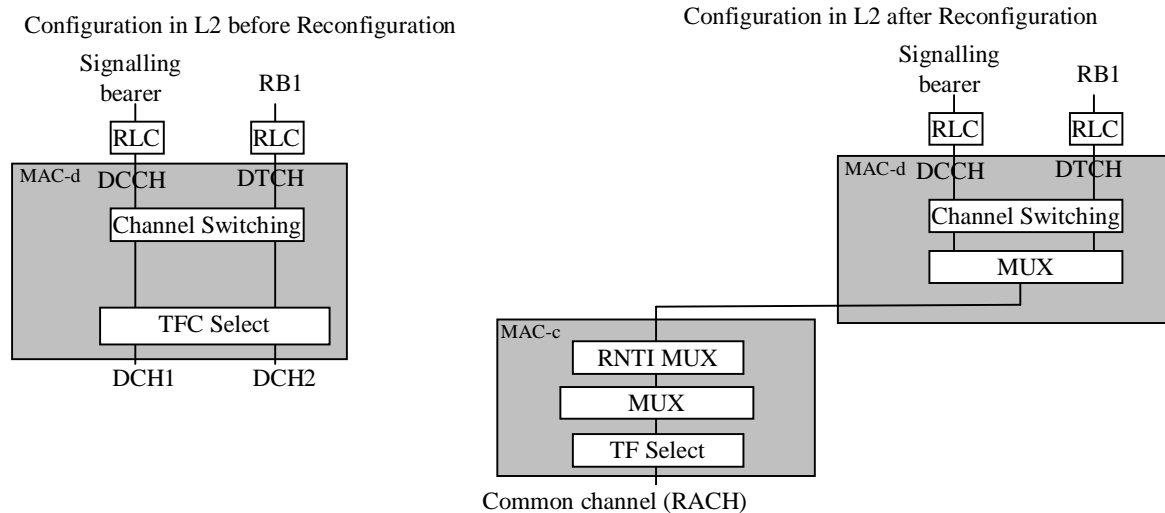 Configuration in L2 before Reconfiguration
Signalling
bearer
RB1
RLC
RLC
MAC-d
DCCH
DTCH
Channel Switching
TFC Select
DCH1
DCH2
Configuration in L2 after Reconfiguration
Signalling
bearer
RB1
RLC
RLC
MAC-d
DCCH
DTCH
Channel Switching
MUX
MAC-c
RNTI MUX
MUX
TF Select
Common channel (RACH)